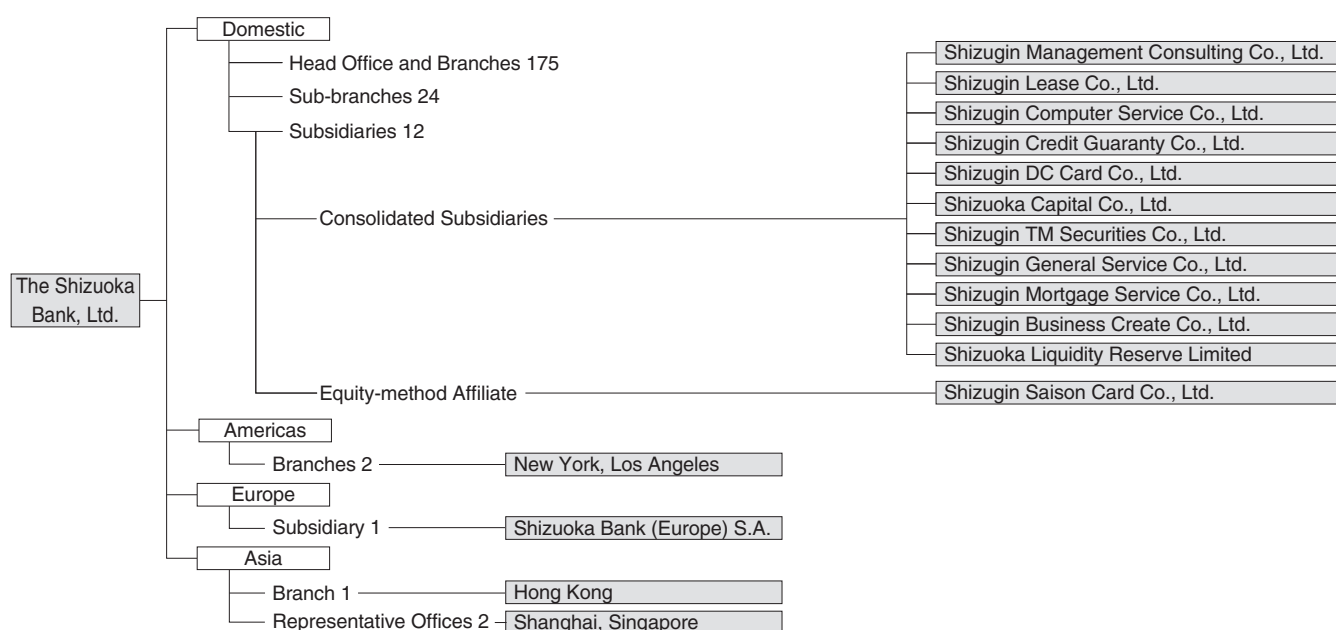 Domestic
Head Office and Branches 175
Sub-branches 24
Subsidiaries 12
Consolidated Subsidiaries
Shizugin Management Consulting Co., Ltd.
Shizugin Lease Co., Ltd.
Shizugin Computer Service Co., Ltd.
Shizugin Credit Guaranty Co., Ltd.
Shizugin DC Card Co., Ltd.
Shizuoka Capital Co., Ltd.
Shizugin TM Securities Co., Ltd.
Shizugin General Service Co., Ltd.
Shizugin Mortgage Service Co., Ltd.
Shizugin Business Create Co., Ltd.
Shizuoka Liquidity Reserve Limited
The Shizuoka
Bank, Ltd.
Equity-method Affiliate
Shizugin Saison Card Co., Ltd.
Americas
Branches 2
New York, Los Angeles
Europe
Subsidiary 1
Shizuoka Bank (Europe) S.A.
Asia
Branch 1
Hong Kong
Representative Offices 2
Shanghai, Singapore